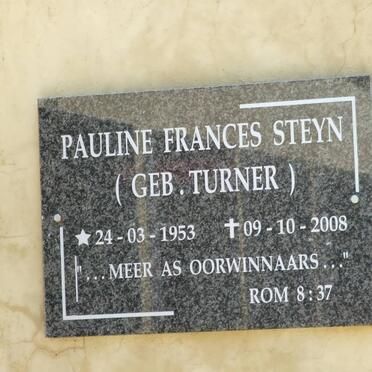 PAULINE FRANCES STEYN
( GEB. TURNER )
★ 24 - 03 - 1953 ✝ 09 - 10 - 2008
"...MEER AS OORWINNAARS..."
ROM 8 : 37